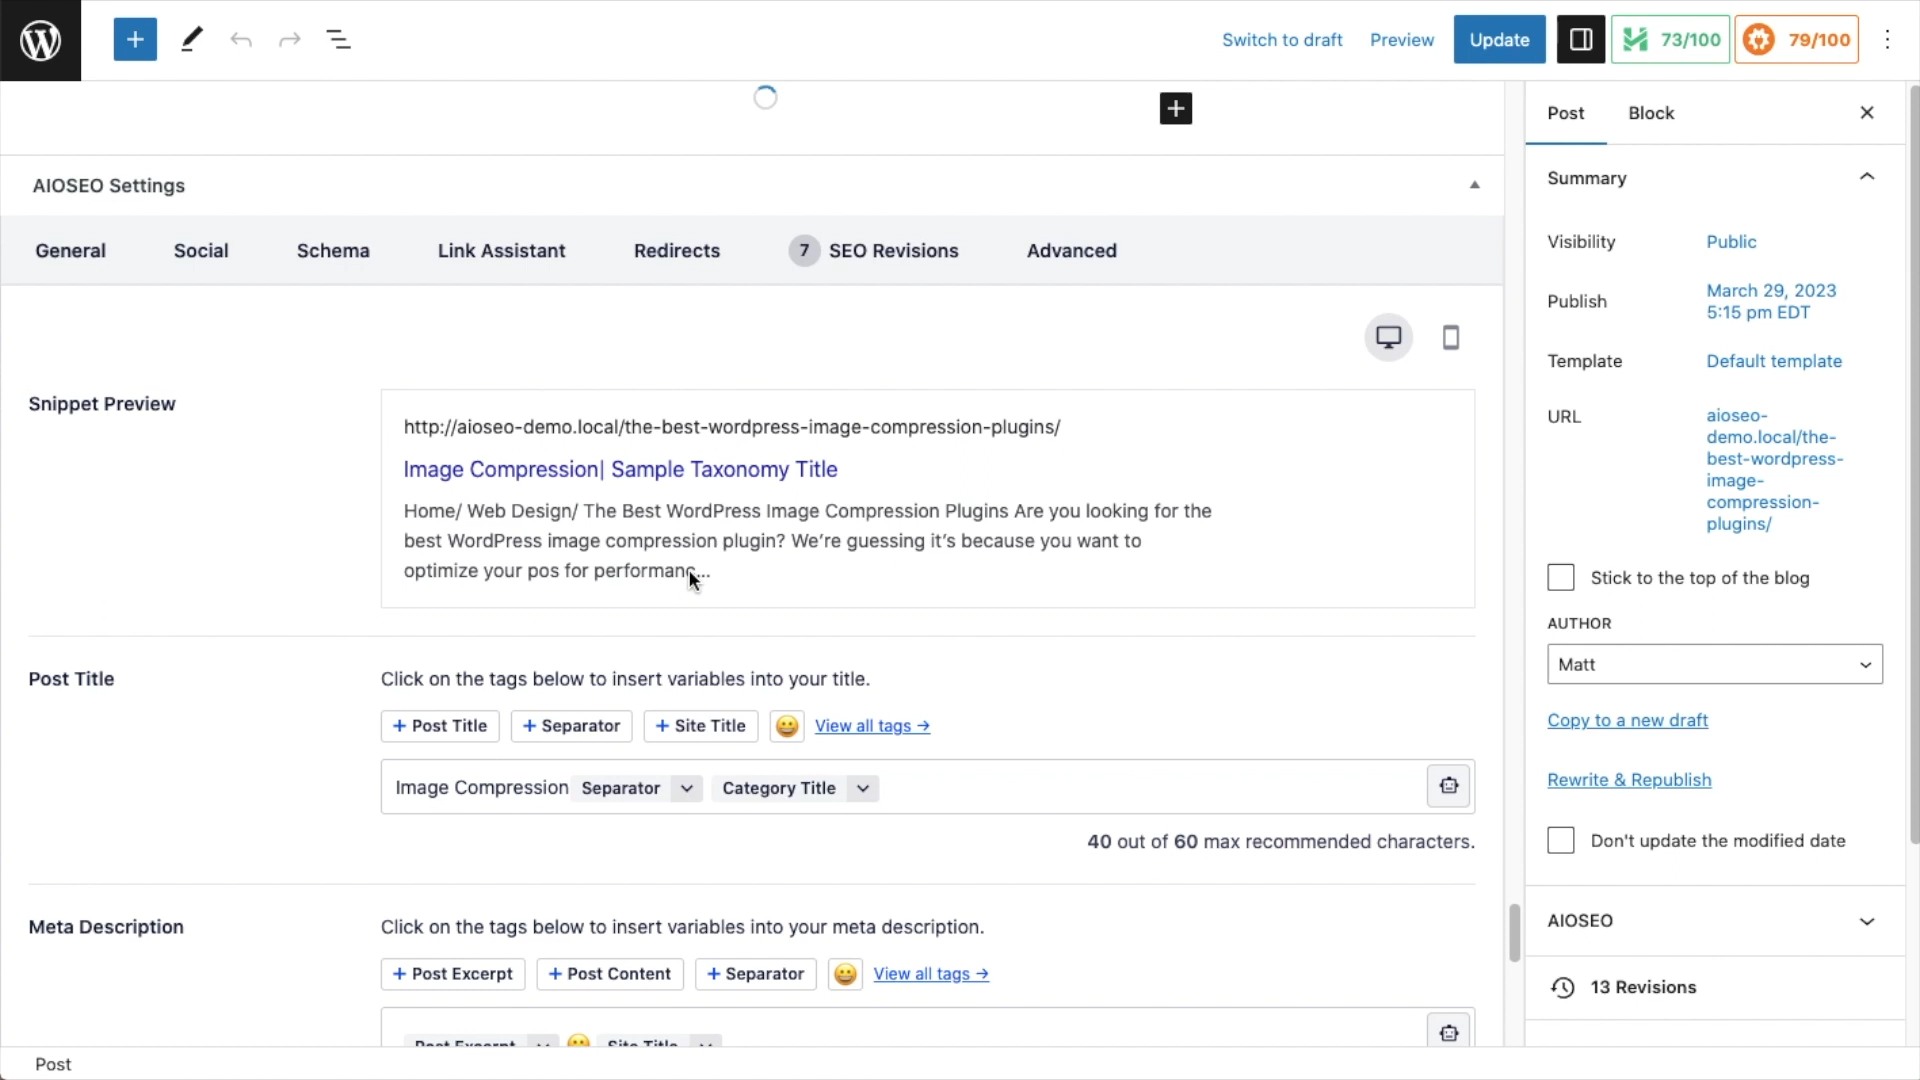 Switch to draft Preview Update 73/100 79/100
AIOSEO Settings
General Social Schema Link Assistant Redirects 7 SEO Revisions Advanced
Snippet Preview
http://aioseo-demo.local/the-best-wordpress-image-compression-plugins/
Image Compression| Sample Taxonomy Title
Home/ Web Design/ The Best WordPress Image Compression Plugins Are you looking for the
best WordPress image compression plugin? We’re guessing it’s because you want to
optimize your pos for performanc...
Post Title
Click on the tags below to insert variables into your title.
+ Post Title + Separator + Site Title 😀 View all tags →
Image Compression Separator Category Title
40 out of 60 max recommended characters.
Meta Description
Click on the tags below to insert variables into your meta description.
+ Post Excerpt + Post Content + Separator 😀 View all tags →
Post Excerpt 😀 Site Title
Post
Post Block
Summary
Visibility Public
Publish March 29, 2023
5:15 pm EDT
Template Default template
URL aioseo-
demo.local/the-
best-wordpress-
image-
compression-
plugins/
Stick to the top of the blog
AUTHOR
Matt
Copy to a new draft
Rewrite & Republish
Don't update the modified date
AIOSEO
13 Revisions